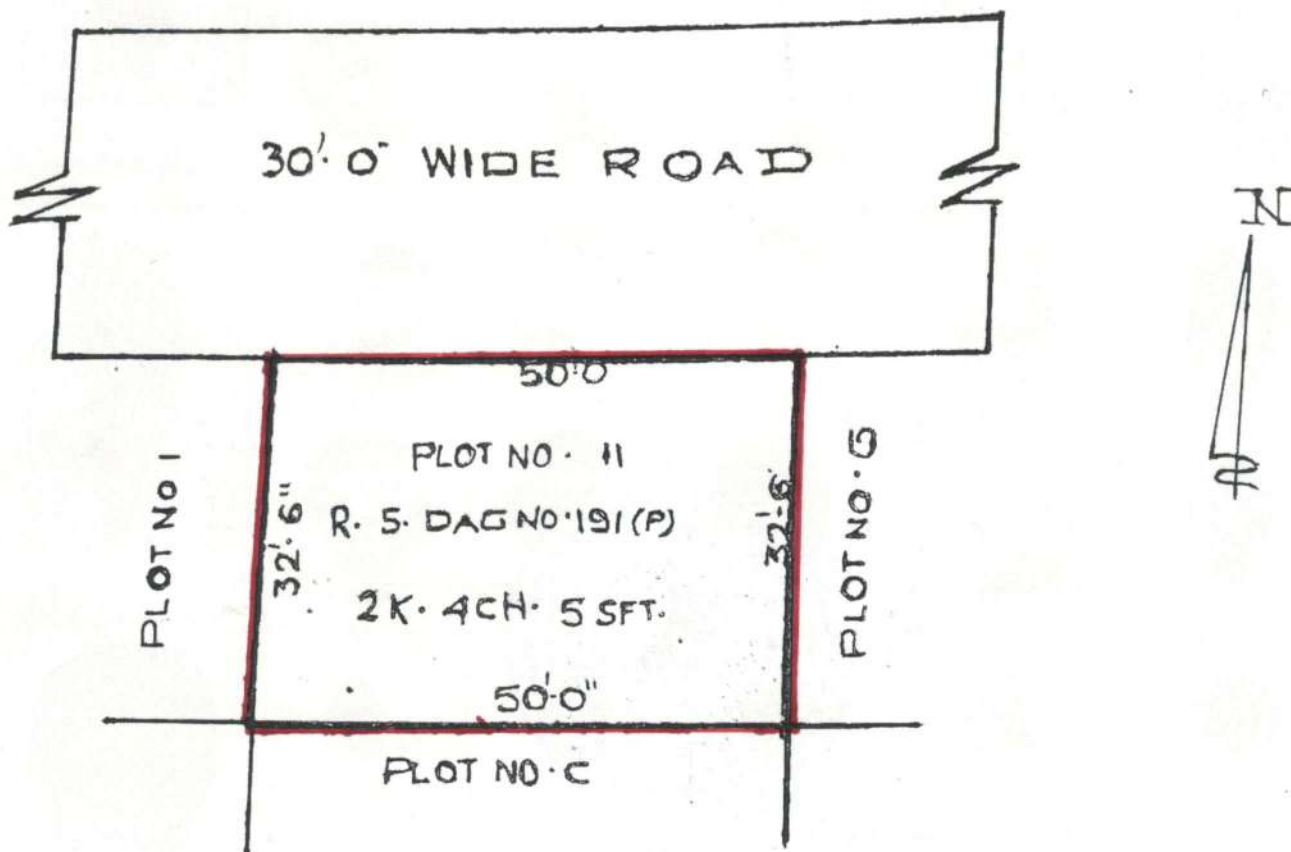 30'·0" WIDE ROAD
N
50'·0
PLOT NO· H
R· S· DAG NO·191(P)
2K· 4CH· 5 SFT·
50'·0"
32'·6"
32'·6
PLOT NO I
PLOT NO·G
PLOT NO·C